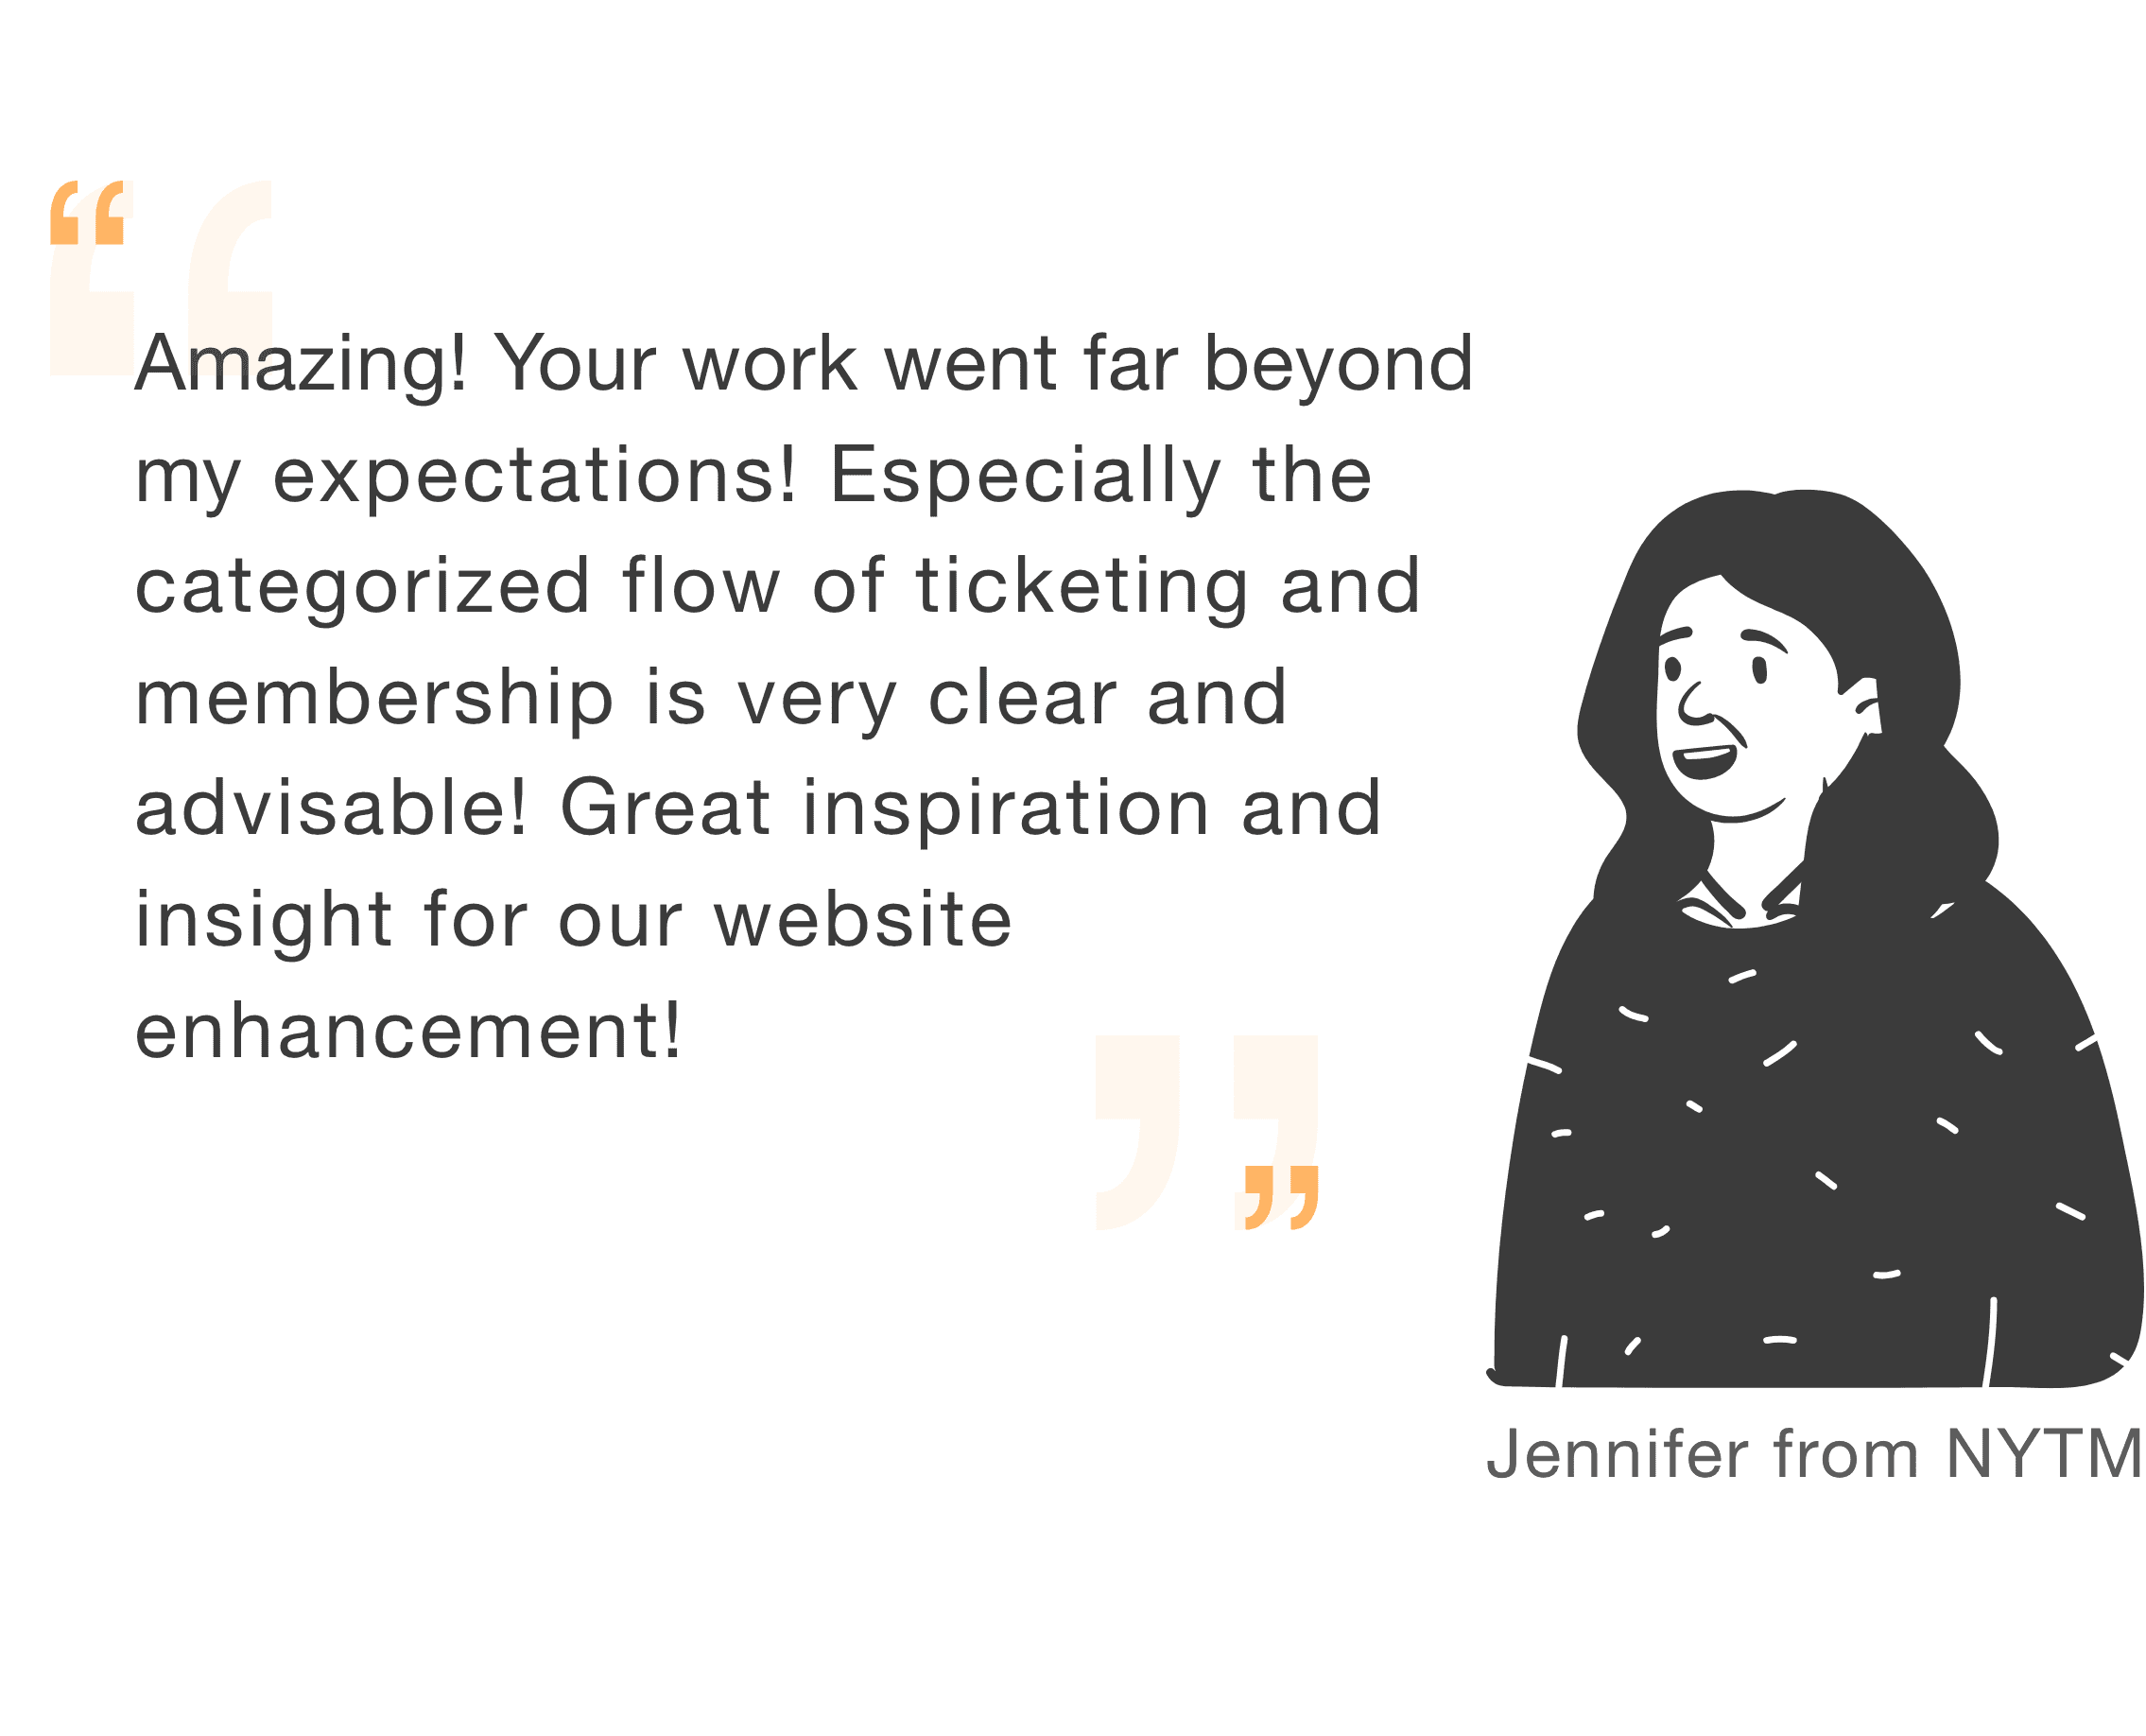 Amazing! Your work went far beyond
my expectations! Especially the
categorized flow of ticketing and
membership is very clear and
advisable! Great inspiration and
insight for our website
enhancement!
Jennifer from NYTM